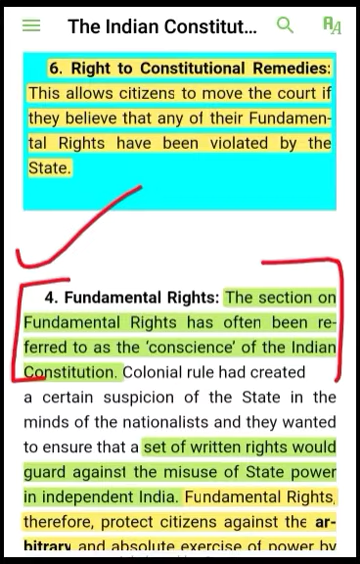 The Indian Constitut...
AA
6. Right to Constitutional Remedies:
This allows citizens to move the court if
they believe that any of their Fundamen-
tal Rights have been violated by the
State.
4. Fundamental Rights: The section on
Fundamental Rights has often been re-
ferred to as the ‘conscience’ of the Indian
Constitution. Colonial rule had created
a certain suspicion of the State in the
minds of the nationalists and they wanted
to ensure that a set of written rights would
guard against the misuse of State power
in independent India. Fundamental Rights,
therefore, protect citizens against the ar-
bitrary and absolute exercise of power by